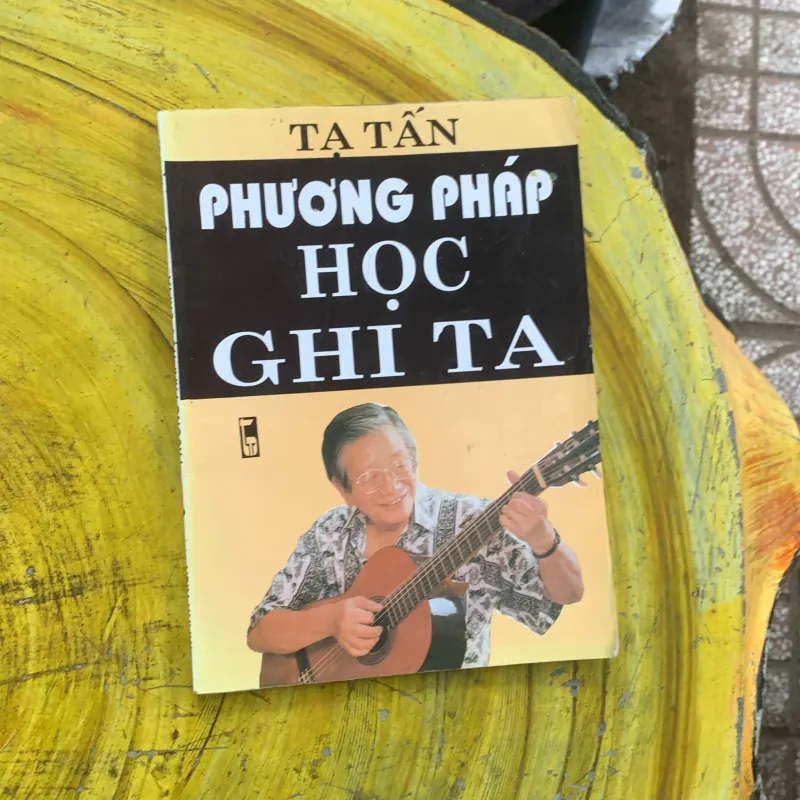 TẠ TẤN
PHƯƠNG PHÁP
HỌC
GHI TA